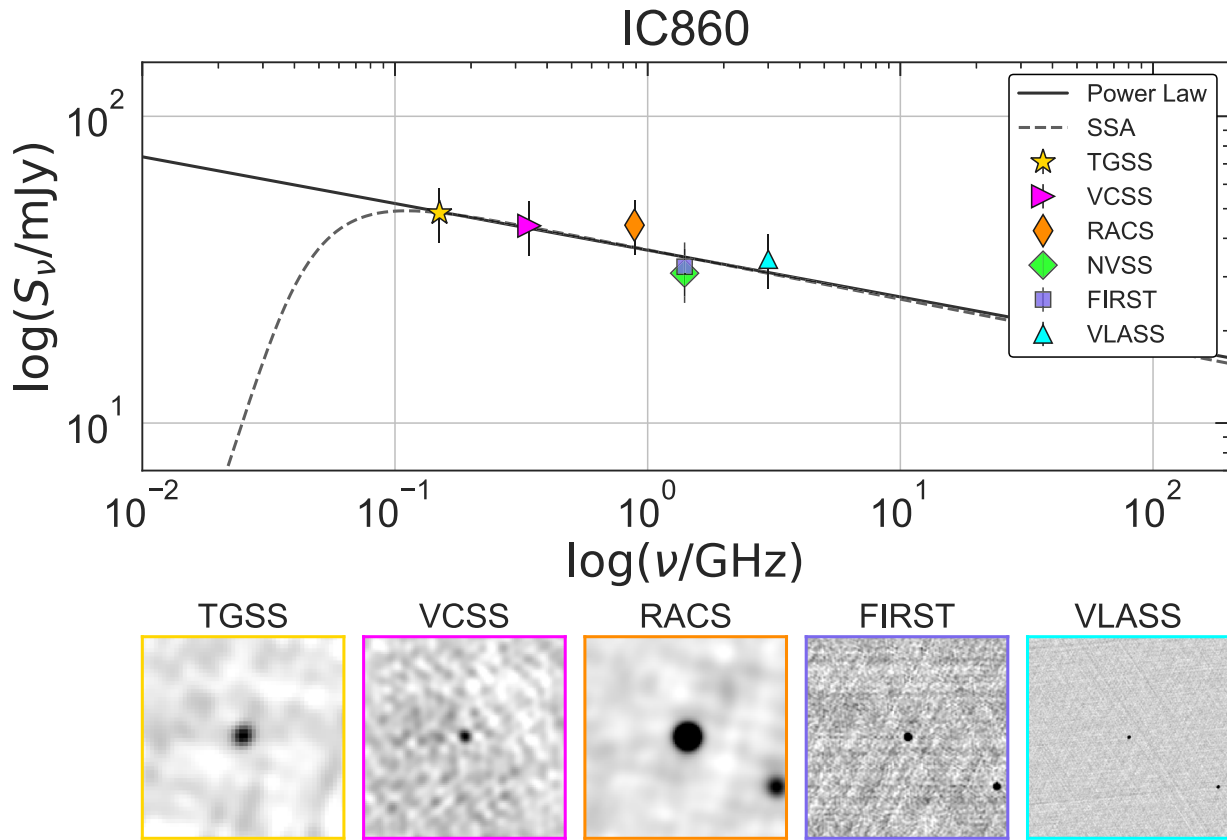 IC860
log(S_ν/mJy)
10^2
10^1
Power Law
SSA
TGSS
VCSS
RACS
NVSS
FIRST
VLASS
10^-2 10^-1 10^0 10^1 10^2
log(ν/GHz)
TGSS VCSS RACS FIRST VLASS